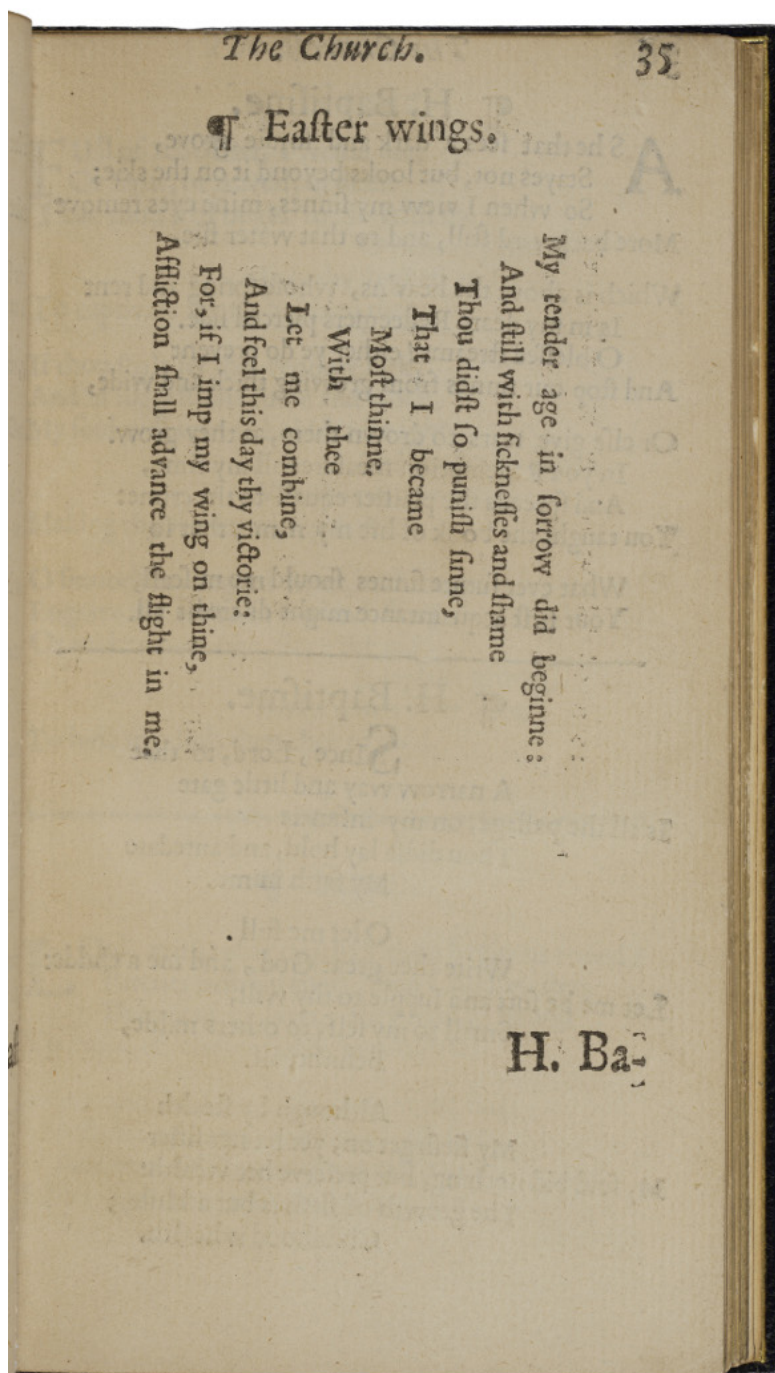 The Church. 35
¶ Eaſter wings.
My tender age in ſorrow did beginne:
And ſtill with ſickneſſes and ſhame
Thou didſt ſo puniſh ſinne,
That I became
Moſt thinne.
With thee
Let me combine,
And feel this day thy victorie:
For, if I imp my wing on thine,
Affliction ſhall advance the flight in me.
H. Ba-